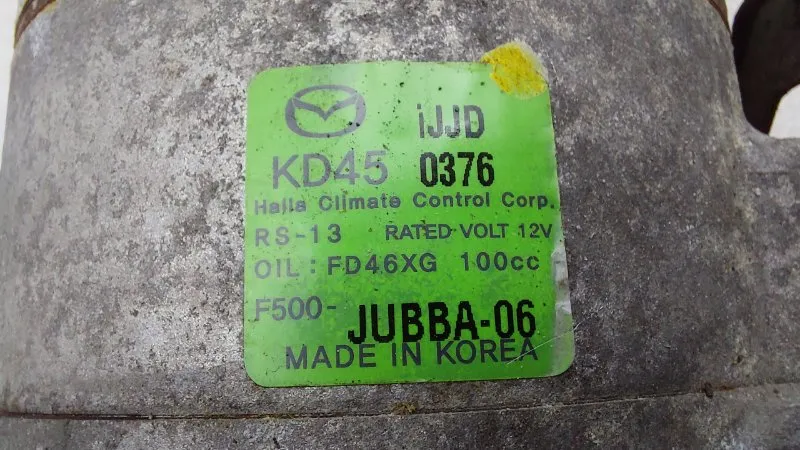 iJJD
KD45 0376
Halla Climate Control Corp.
RS-13 RATED VOLT 12V
OIL : FD46XG 100cc
F500-JUBBA-06
MADE IN KOREA